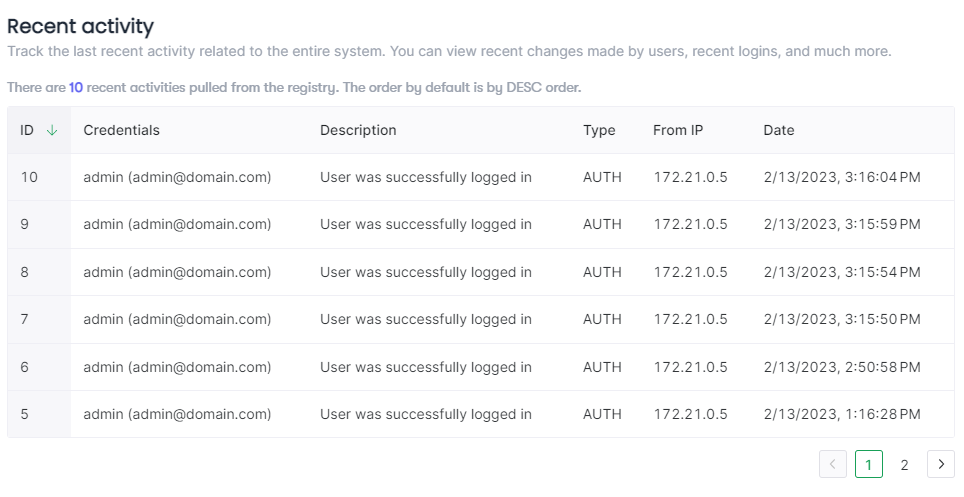 Recent activity
Track the last recent activity related to the entire system. You can view recent changes made by users, recent logins, and much more.
There are 10 recent activities pulled from the registry. The order by default is by DESC order.
ID Credentials Description Type From IP Date
10 admin (admin@domain.com) User was successfully logged in AUTH 172.21.0.5 2/13/2023, 3:16:04 PM
9 admin (admin@domain.com) User was successfully logged in AUTH 172.21.0.5 2/13/2023, 3:15:59 PM
8 admin (admin@domain.com) User was successfully logged in AUTH 172.21.0.5 2/13/2023, 3:15:54 PM
7 admin (admin@domain.com) User was successfully logged in AUTH 172.21.0.5 2/13/2023, 3:15:50 PM
6 admin (admin@domain.com) User was successfully logged in AUTH 172.21.0.5 2/13/2023, 2:50:58 PM
5 admin (admin@domain.com) User was successfully logged in AUTH 172.21.0.5 2/13/2023, 1:16:28 PM
1 2